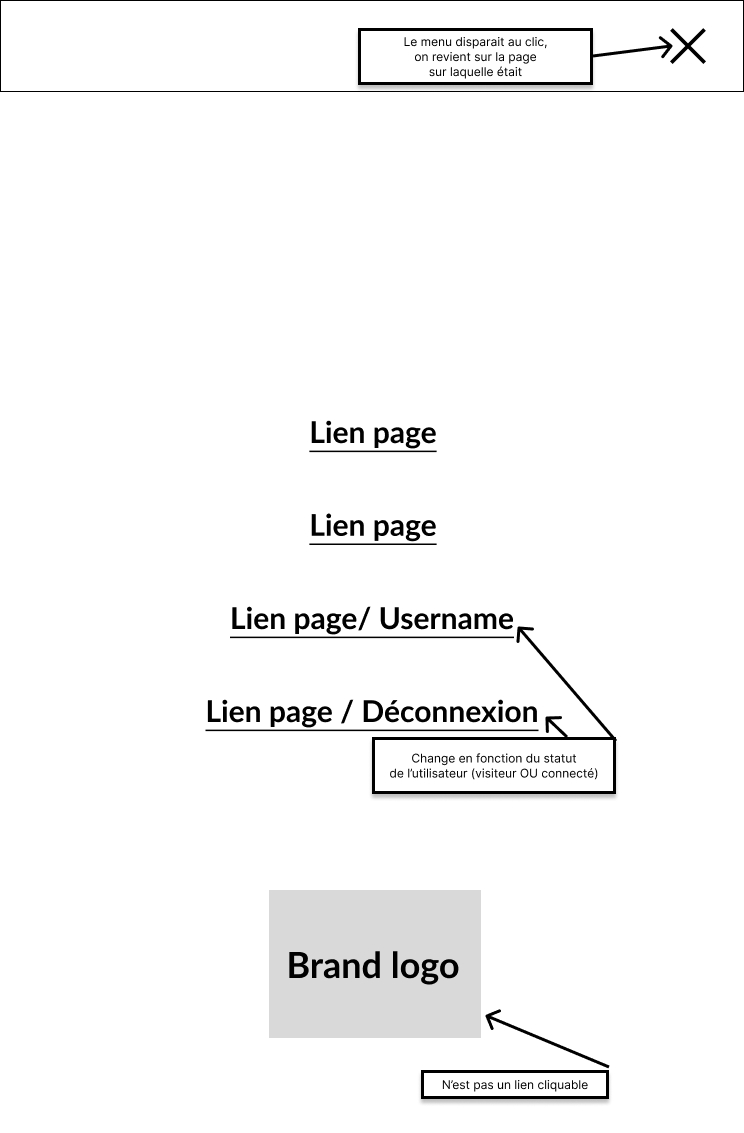 Le menu disparait au clic,
on revient sur la page
sur laquelle était
Lien page
Lien page
Lien page/ Username
Lien page / Déconnexion
Change en fonction du statut
de l'utilisateur (visiteur OU connecté)
Brand logo
N'est pas un lien cliquable